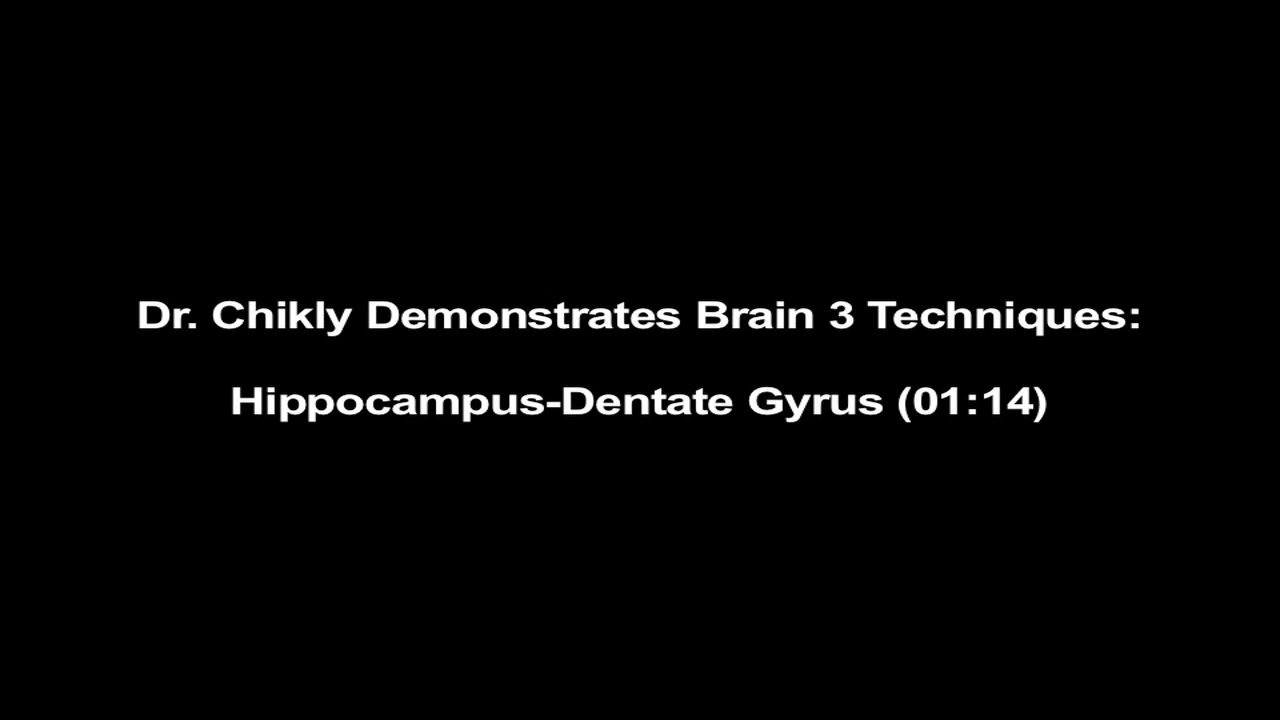 Dr. Chikly Demonstrates Brain 3 Techniques:
Hippocampus-Dentate Gyrus (01:14)